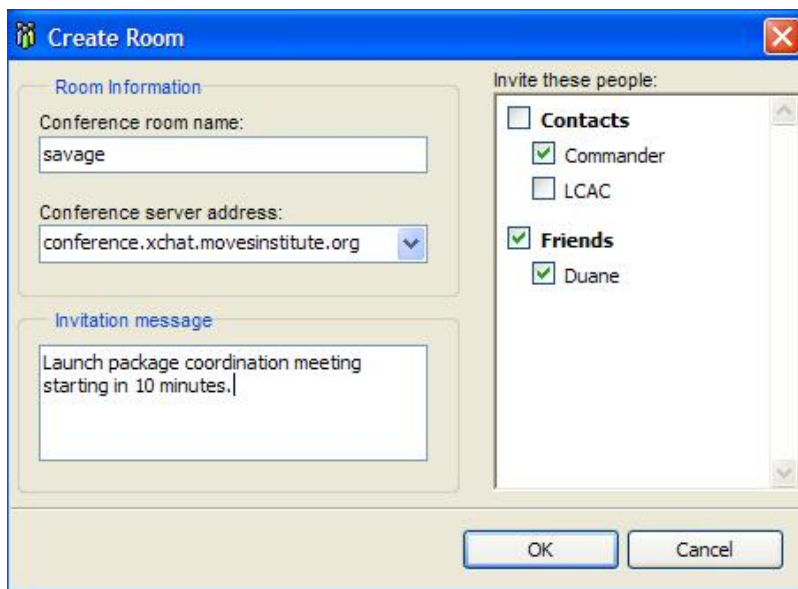 Create Room
Room Information
Conference room name:
savage
Conference server address:
conference.xchat.movesinstitute.org
Invitation message
Launch package coordination meeting
starting in 10 minutes.
Invite these people:
Contacts
Commander
LCAC
Friends
Duane
OK
Cancel